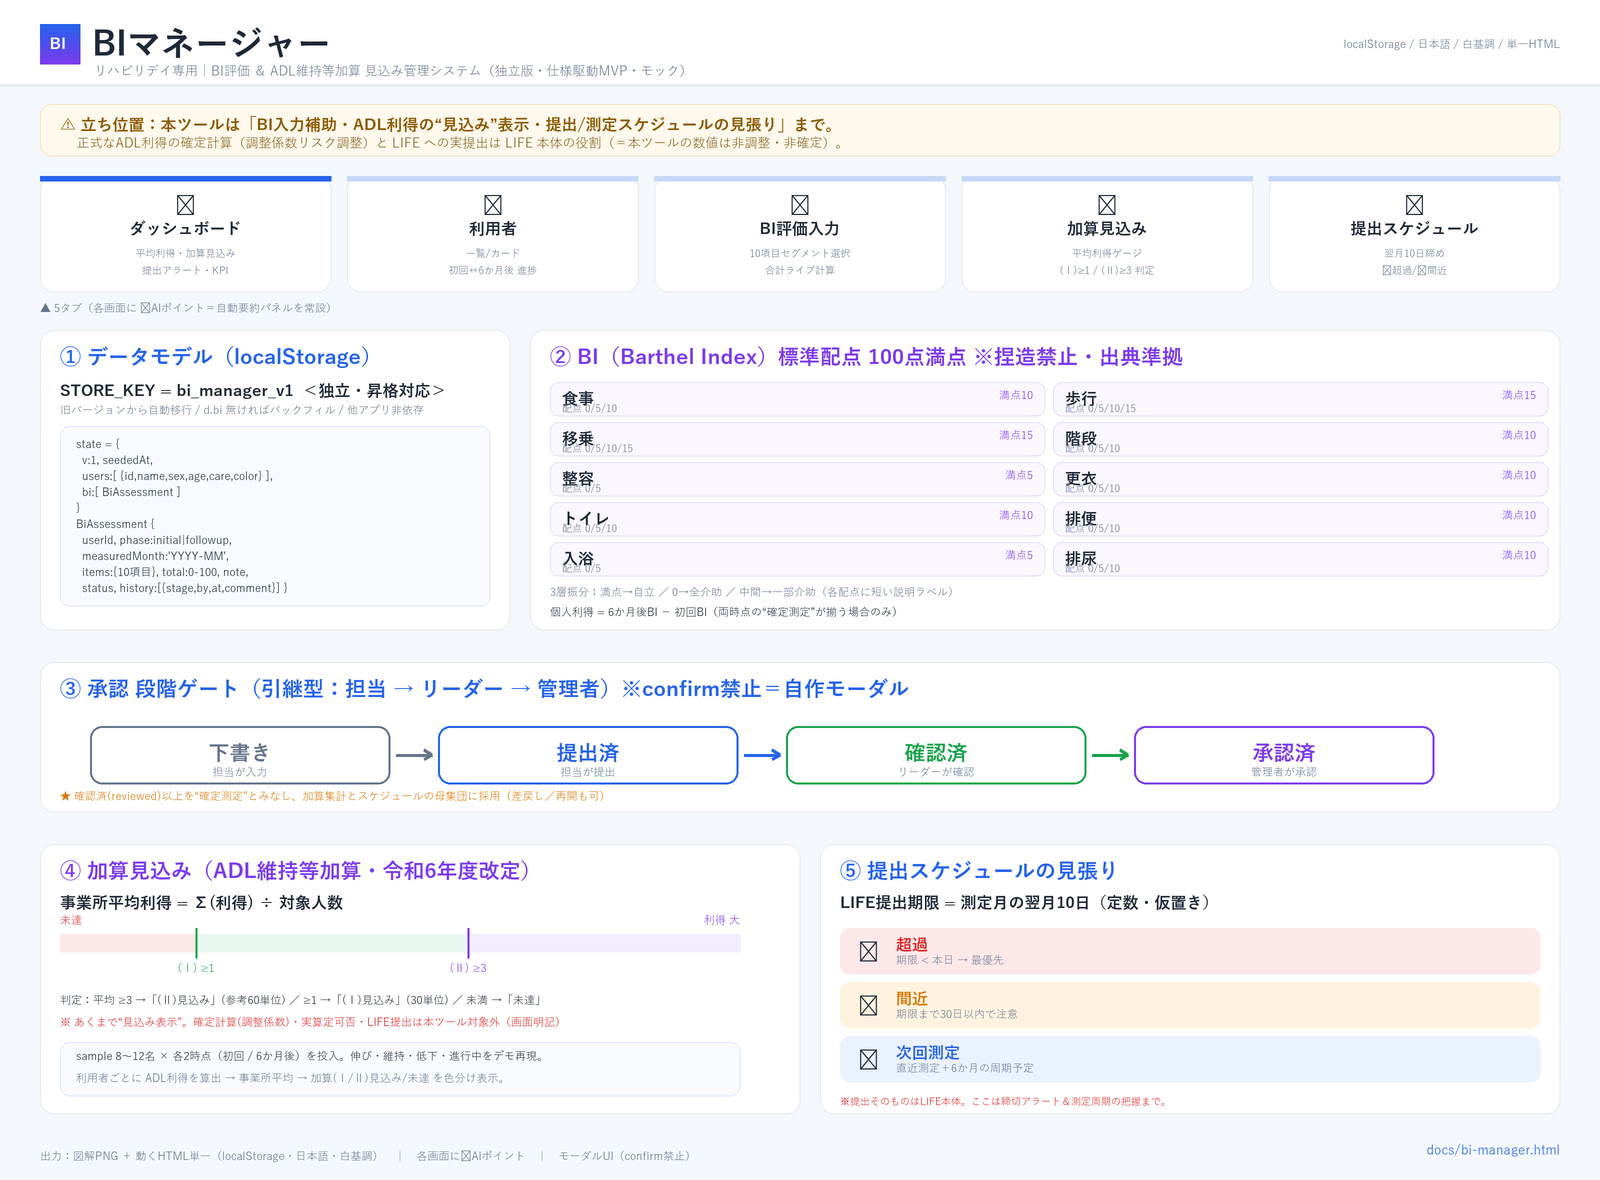 BI
BIマネージャー
リハビリデイ専用｜BI評価 ＆ ADL維持等加算 見込み管理システム（独立版・仕様駆動MVP・モック）
localStorage / 日本語 / 白基調 / 単一HTML
⚠ 立ち位置：本ツールは「BI入力補助・ADL利得の“見込み”表示・提出/測定スケジュールの見張り」まで。
正式なADL利得の確定計算（調整係数リスク調整）と LIFE への実提出は LIFE 本体の役割（＝本ツールの数値は非調整・非確定）。
ダッシュボード
平均利得・加算見込み
提出アラート・KPI
利用者
一覧/カード
初回↔6か月後 進捗
BI評価入力
10項目セグメント選択
合計ライブ計算
加算見込み
平均利得ゲージ
(Ⅰ)≥1 / (Ⅱ)≥3 判定
提出スケジュール
翌月10日締め
超過/間近
▲ 5タブ（各画面に AIポイント＝自動要約パネルを常設）
① データモデル（localStorage）
STORE_KEY = bi_manager_v1 ＜独立・昇格対応＞
旧バージョンから自動移行 / d.bi 無ければバックフィル / 他アプリ非依存
state = {
v:1, seededAt,
users:[ {id,name,sex,age,care,color} ],
bi:[ BiAssessment ]
}
BiAssessment {
userId, phase:initial|followup,
measuredMonth:'YYYY-MM',
items:{10項目}, total:0-100, note,
status, history:[{stage,by,at,comment}] }
② BI（Barthel Index）標準配点 100点満点 ※捏造禁止・出典準拠
食事
満点10
配点 0/5/10
歩行
満点15
配点 0/5/10/15
移乗
満点15
配点 0/5/10/15
階段
満点10
配点 0/5/10
整容
満点5
配点 0/5
更衣
満点10
配点 0/5/10
トイレ
満点10
配点 0/5/10
排便
満点10
配点 0/5/10
入浴
満点5
配点 0/5
排尿
満点10
配点 0/5/10
3層振分：満点→自立 ／ 0→全介助 ／ 中間→一部介助（各配点に短い説明ラベル）
個人利得 = 6か月後BI − 初回BI（両時点の“確定測定”が揃う場合のみ）
③ 承認 段階ゲート（引継型：担当 → リーダー → 管理者）※confirm禁止＝自作モーダル
下書き
担当が入力
提出済
担当が提出
確認済
リーダーが確認
承認済
管理者が承認
★ 確認済(reviewed)以上を“確定測定”とみなし、加算集計とスケジュールの母集団に採用（差戻し／再開も可）
④ 加算見込み（ADL維持等加算・令和6年度改定）
事業所平均利得 = Σ(利得) ÷ 対象人数
未達
利得 大
(Ⅰ) ≥1
(Ⅱ) ≥3
判定：平均 ≥3 →「(Ⅱ)見込み」(参考60単位) ／ ≥1 →「(Ⅰ)見込み」(30単位) ／ 未満 →「未達」
※ あくまで“見込み表示”。確定計算(調整係数)・実算定可否・LIFE提出は本ツール対象外（画面明記）
sample 8〜12名 × 各2時点（初回 / 6か月後）を投入。伸び・維持・低下・進行中をデモ再現。
利用者ごとに ADL利得を算出 → 事業所平均 → 加算(Ⅰ/Ⅱ)見込み/未達 を色分け表示。
⑤ 提出スケジュールの見張り
LIFE提出期限 = 測定月の翌月10日（定数・仮置き）
超過
期限 < 本日 → 最優先
間近
期限まで30日以内で注意
次回測定
直近測定＋6か月の周期予定
※提出そのものはLIFE本体。ここは締切アラート＆測定周期の把握まで。
出力：図解PNG ＋ 動くHTML単一（localStorage・日本語・白基調） ｜ 各画面にAIポイント ｜ モーダルUI（confirm禁止）
docs/bi-manager.html